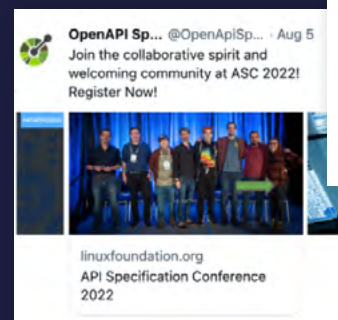 OpenAPI Sp... @OpenApiSp... · Aug 5
Join the collaborative spirit and
welcoming community at ASC 2022!
Register Now!
linuxfoundation.org
API Specification Conference
2022